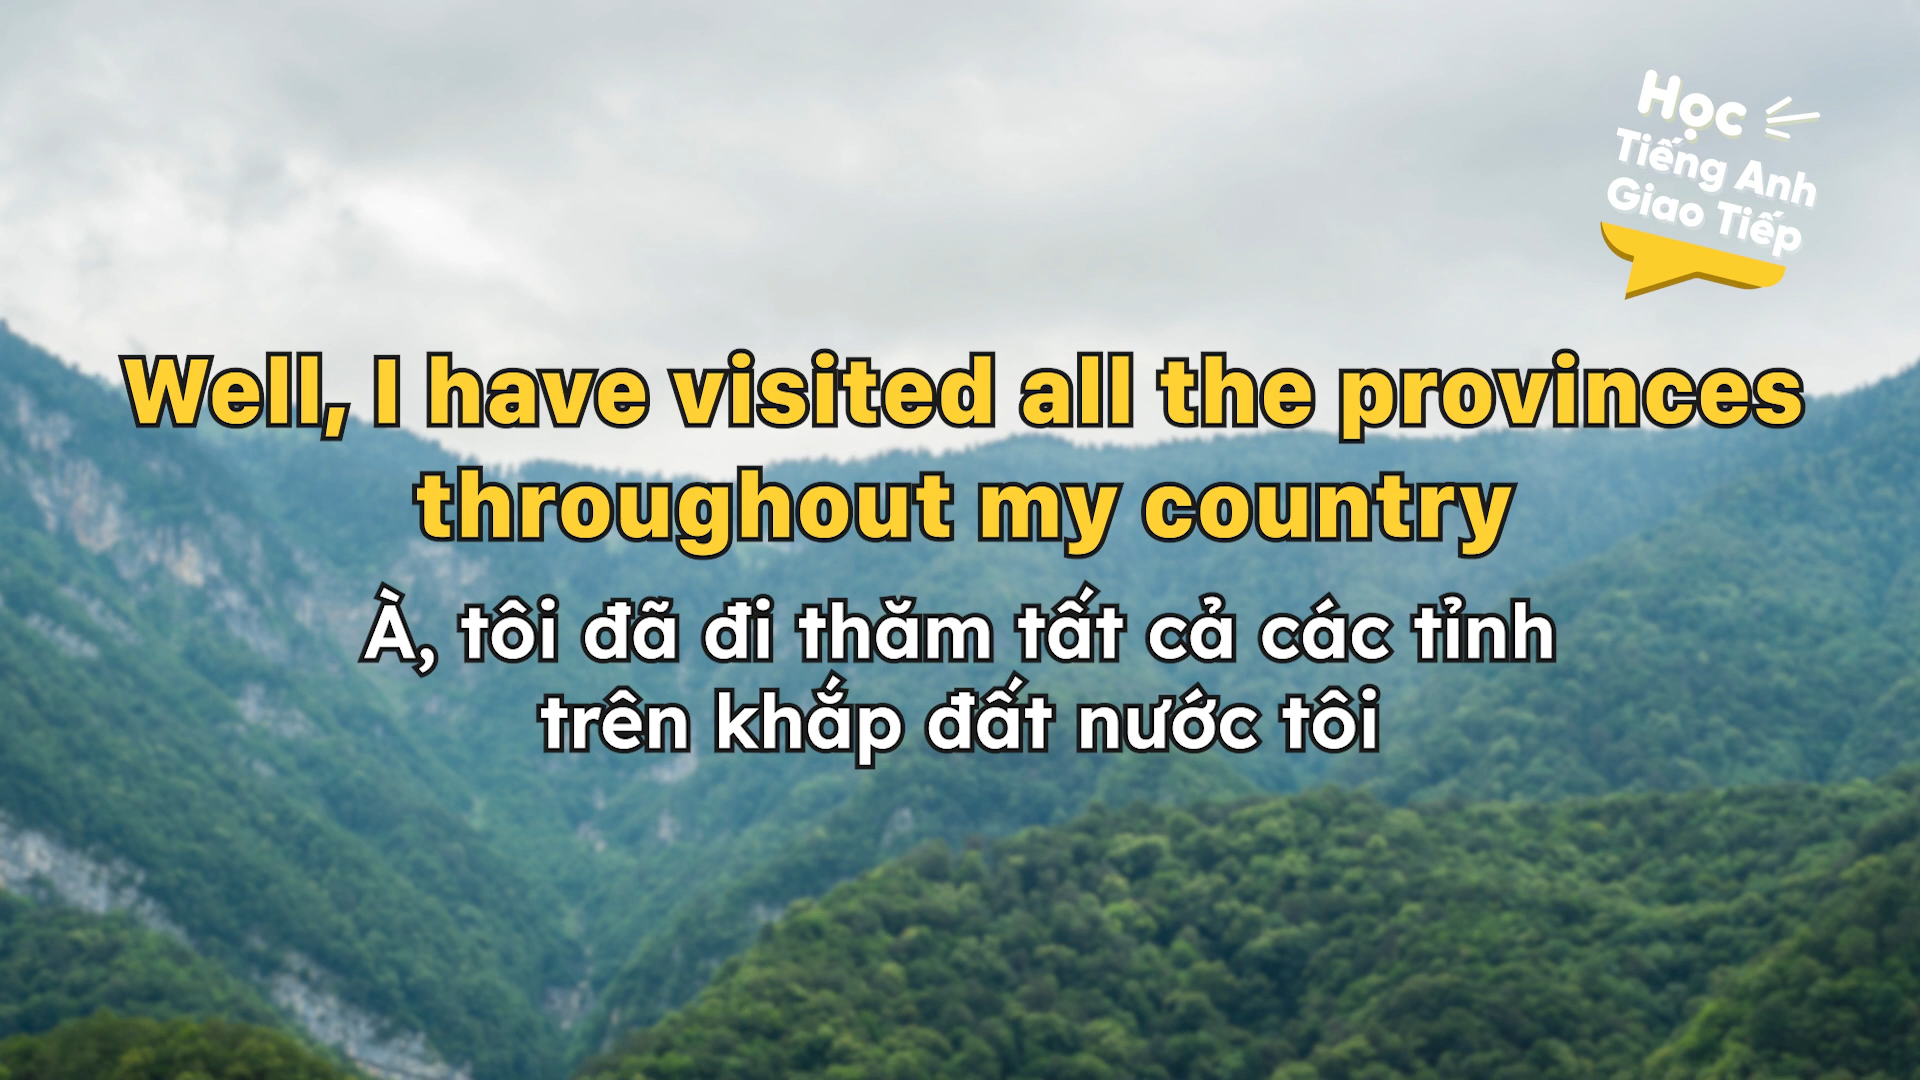 Học
Tiếng Anh
Giao Tiếp
Well, I have visited all the provinces
throughout my country
À, tôi đã đi thăm tất cả các tỉnh
trên khắp đất nước tôi